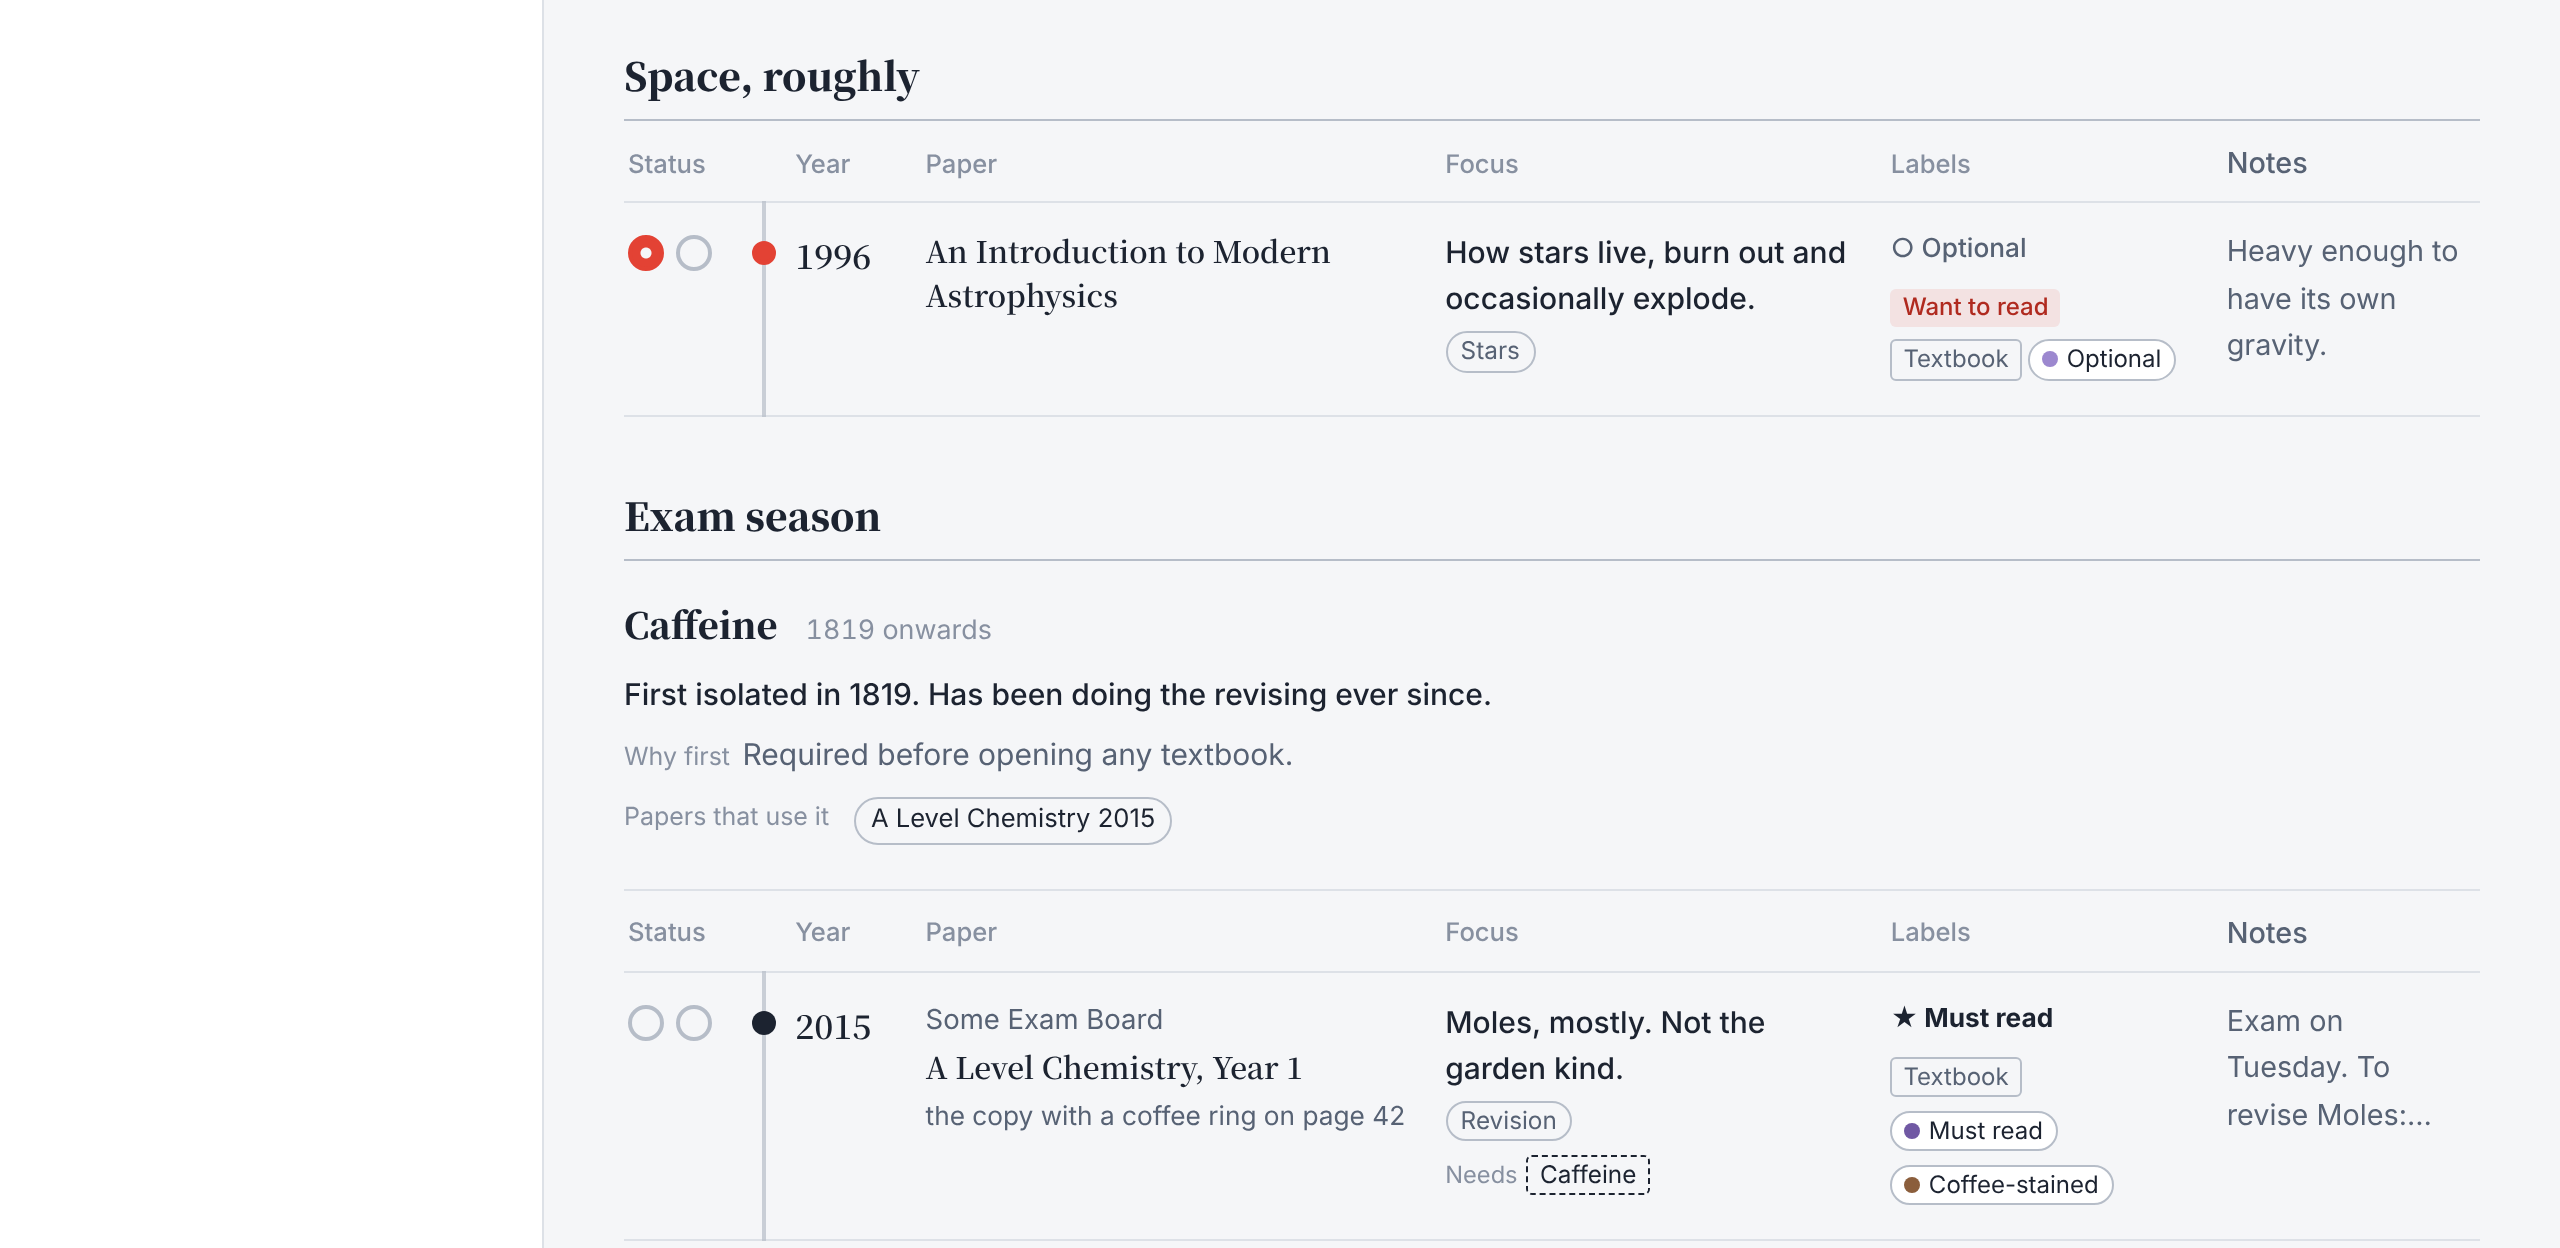 Space, roughly
Status Year Paper Focus Labels Notes
1996 An Introduction to Modern Astrophysics
How stars live, burn out and occasionally explode.
Stars
Optional
Want to read
Textbook Optional
Heavy enough to
have its own
gravity.
Exam season
Caffeine 1819 onwards
First isolated in 1819. Has been doing the revising ever since.
Why first Required before opening any textbook.
Papers that use it A Level Chemistry 2015
Status Year Paper Focus Labels Notes
2015
Some Exam Board
A Level Chemistry, Year 1
the copy with a coffee ring on page 42
Moles, mostly. Not the
garden kind.
Revision
Needs Caffeine
★ Must read
Textbook
Must read
Coffee-stained
Exam on
Tuesday. To
revise Moles:...